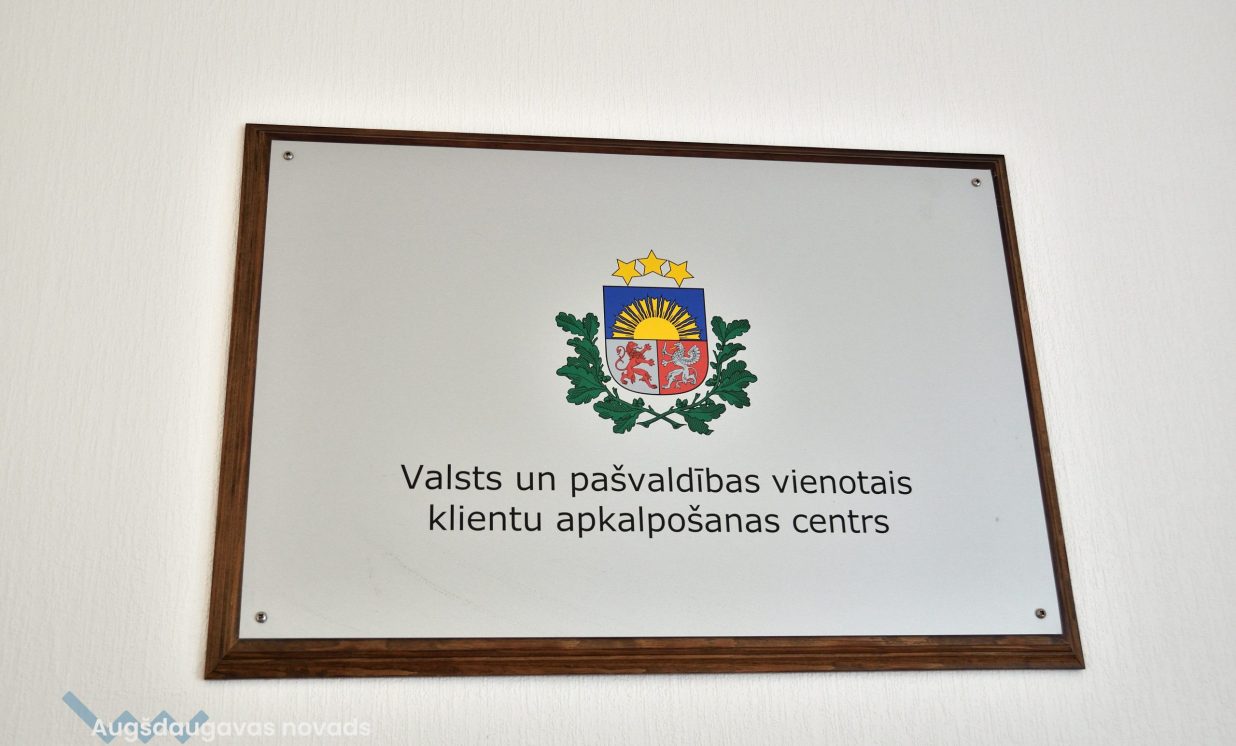 Valsts un pašvaldības vienotais
klientu apkalpošanas centrs
Augšdaugavas novads